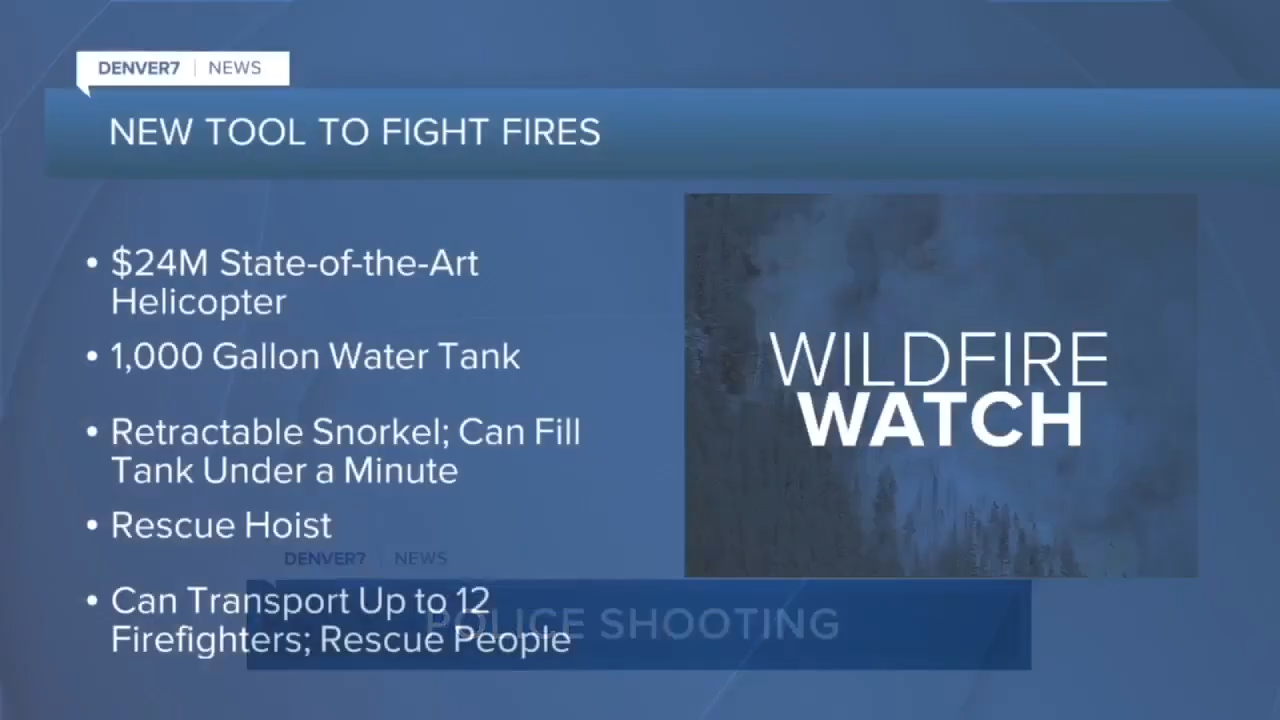 DENVER7 | NEWS
NEW TOOL TO FIGHT FIRES
• $24M State-of-the-Art
Helicopter
• 1,000 Gallon Water Tank
• Retractable Snorkel; Can Fill
Tank Under a Minute
• Rescue Hoist
• Can Transport Up to 12
Firefighters; Rescue People
WILDFIRE
WATCH
DENVER7 | NEWS
POLICE SHOOTING